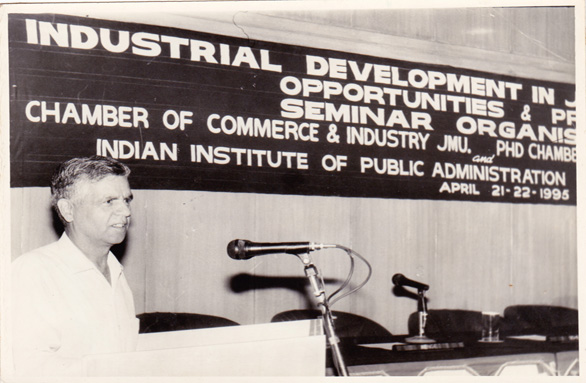 INDUSTRIAL DEVELOPMENT IN J
OPPORTUNITIES & PR
SEMINAR ORGANIS
CHAMBER OF COMMERCE & INDUSTRY JMU. PHD CHAMBE
and
INDIAN INSTITUTE OF PUBLIC ADMINISTRATION
APRIL 21-22-1995